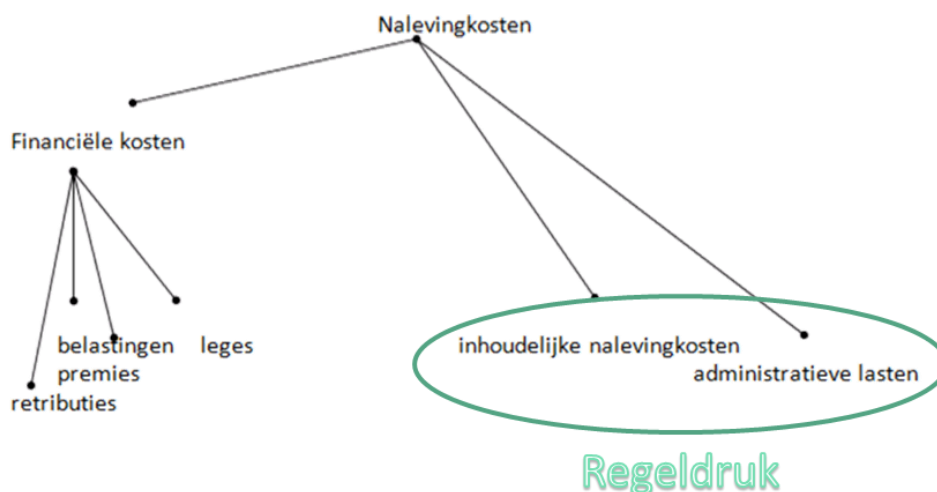 Nalevingkosten
Financiële kosten
belastingen leges
premies
retributies
inhoudelijke nalevingkosten
administratieve lasten
Regeldruk